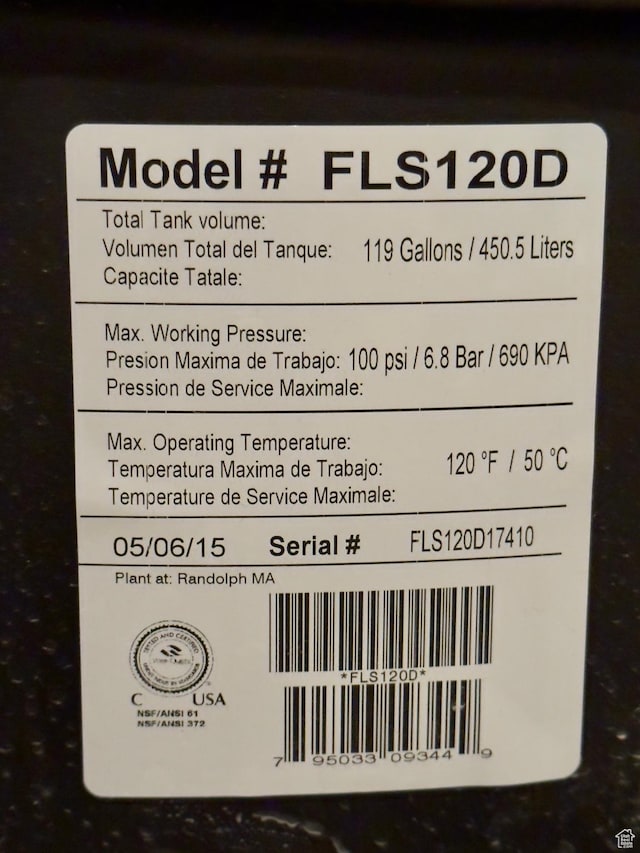 Model # FLS120D
Total Tank volume:
Volumen Total del Tanque: 119 Gallons / 450.5 Liters
Capacite Tatale:
Max. Working Pressure:
Presion Maxima de Trabajo: 100 psi / 6.8 Bar / 690 KPA
Pression de Service Maximale:
Max. Operating Temperature:
Temperatura Maxima de Trabajo: 120 °F / 50 °C
Temperature de Service Maximale:
05/06/15 Serial # FLS120D17410
Plant at: Randolph MA
TESTED AND CERTIFIED
C USA
NSF/ANSI 61
NSF/ANSI 372
*FLS120D*
7 95033 09344 9